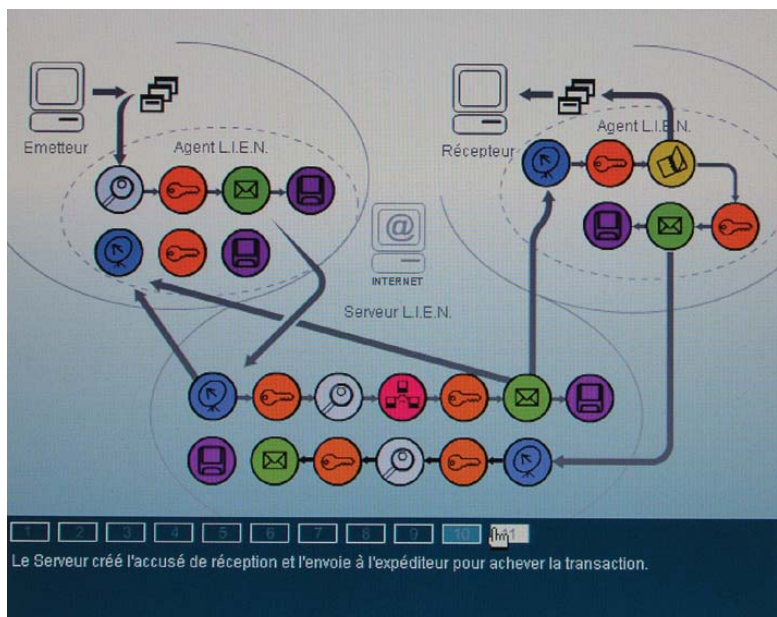 Emetteur
Agent L.I.E.N.
Récepteur
Agent L.I.E.N.
@
INTERNET
Serveur L.I.E.N.
1 2 3 4 5 6 7 8 9 10 11
Le Serveur créé l'accusé de réception et l'envoie à l'expéditeur pour achever la transaction.